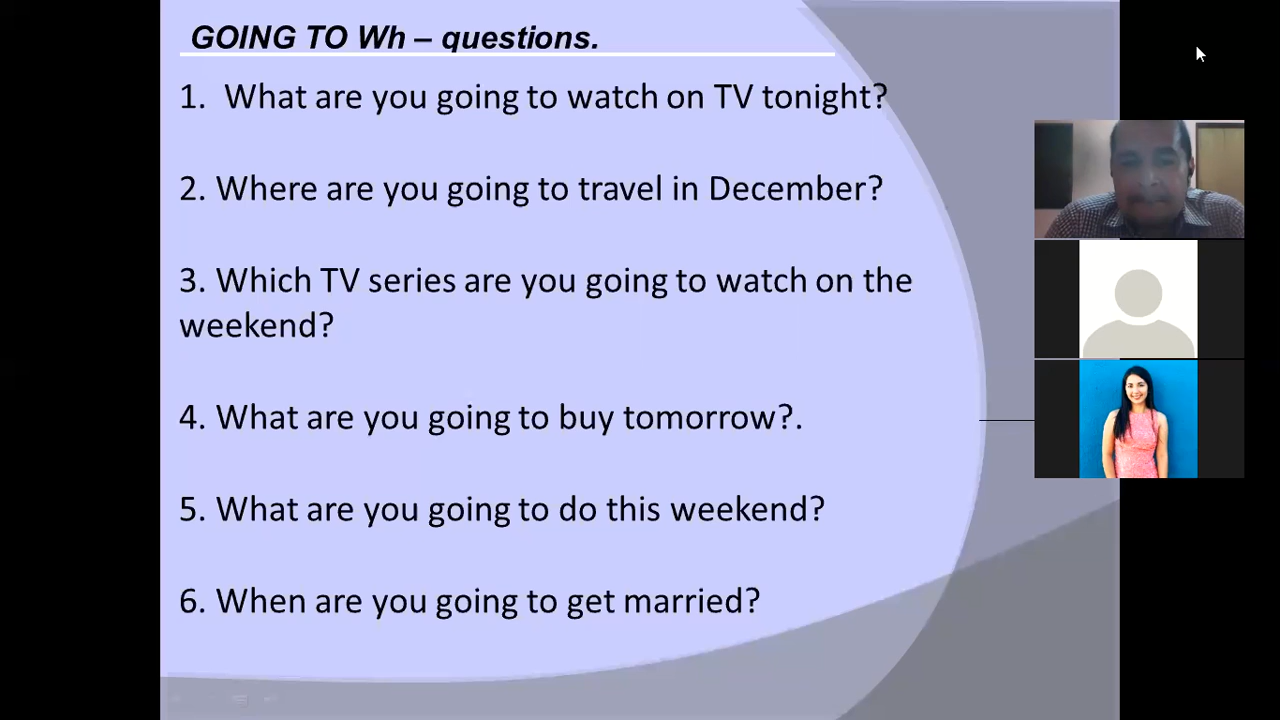 GOING TO Wh – questions.
1. What are you going to watch on TV tonight?
2. Where are you going to travel in December?
3. Which TV series are you going to watch on the
weekend?
4. What are you going to buy tomorrow?.
5. What are you going to do this weekend?
6. When are you going to get married?